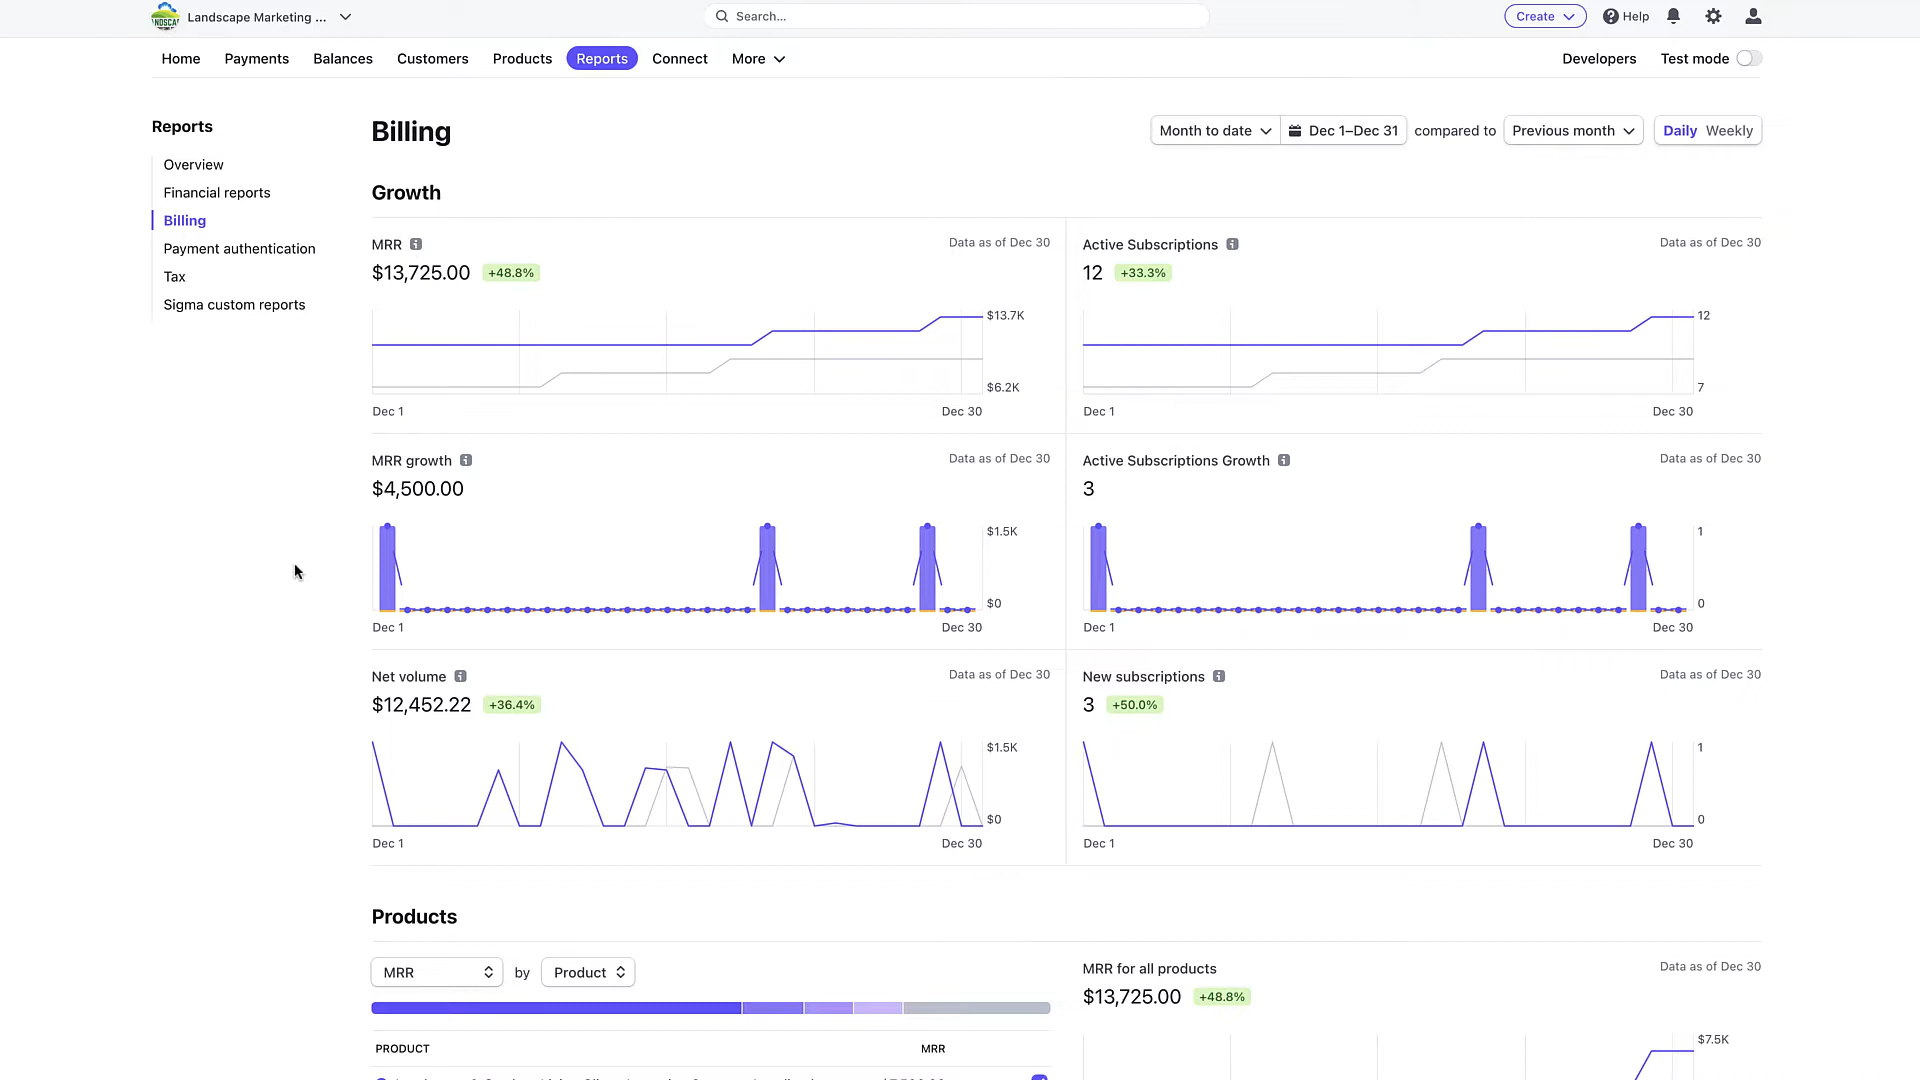 Landscape Marketing ...
Search...
Create
Help
Home Payments Balances Customers Products Reports Connect More
Developers Test mode
Reports
Overview
Financial reports
Billing
Payment authentication
Tax
Sigma custom reports
Billing
Month to date Dec 1–Dec 31 compared to Previous month Daily Weekly
Growth
MRR Data as of Dec 30
$13,725.00 +48.8%
$13.7K
$6.2K
Dec 1 Dec 30
Active Subscriptions Data as of Dec 30
12 +33.3%
12
7
Dec 1 Dec 30
MRR growth Data as of Dec 30
$4,500.00
$1.5K
$0
Dec 1 Dec 30
Active Subscriptions Growth Data as of Dec 30
3
1
0
Dec 1 Dec 30
Net volume Data as of Dec 30
$12,452.22 +36.4%
$1.5K
$0
Dec 1 Dec 30
New subscriptions Data as of Dec 30
3 +50.0%
1
0
Dec 1 Dec 30
Products
MRR by Product
PRODUCT MRR
MRR for all products Data as of Dec 30
$13,725.00 +48.8%
$7.5K